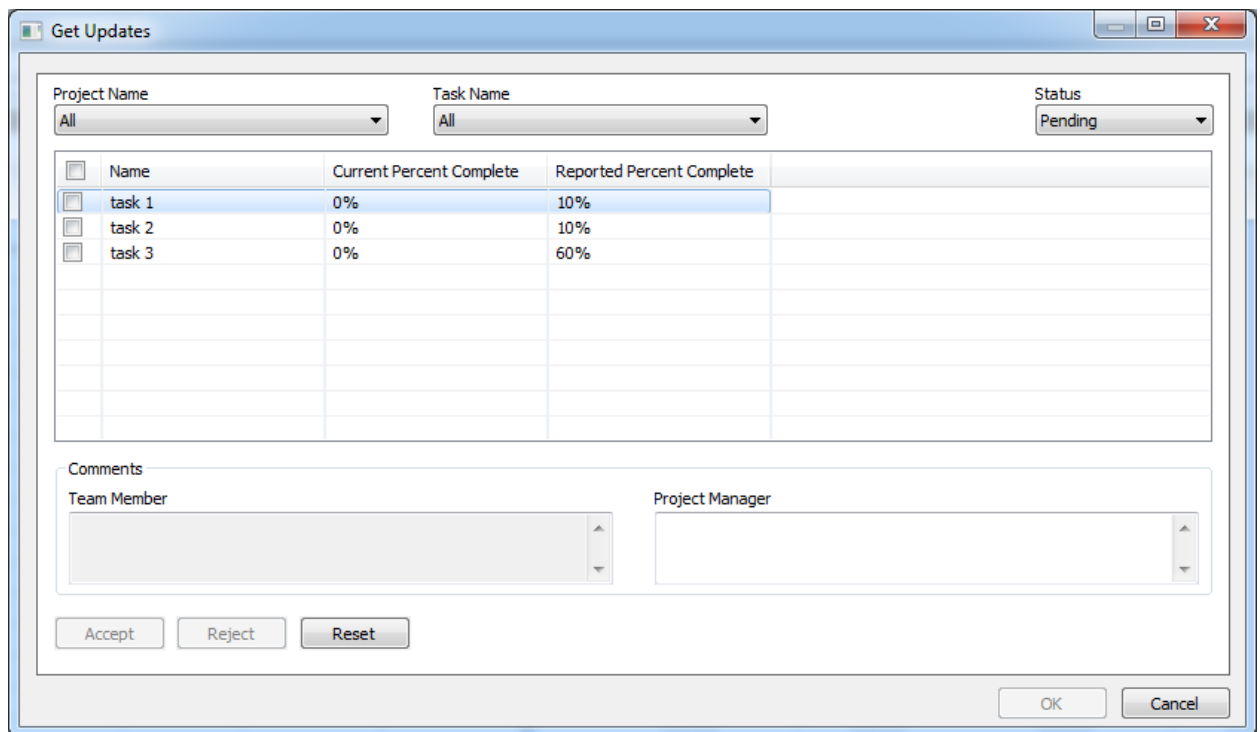 Get Updates
Project Name Task Name Status
All All Pending
Name Current Percent Complete Reported Percent Complete
task 1 0% 10%
task 2 0% 10%
task 3 0% 60%
Comments
Team Member Project Manager
Accept Reject Reset
OK Cancel